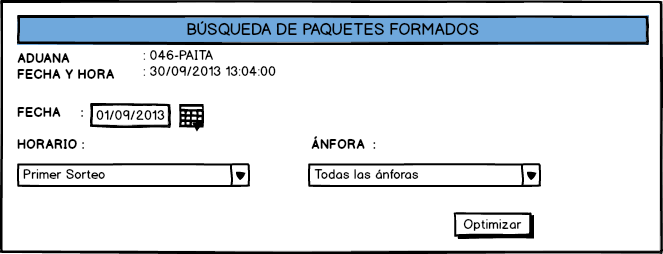 BÚSQUEDA DE PAQUETES FORMADOS
ADUANA : 046-PAITA
FECHA Y HORA : 30/09/2013 13:04:00
FECHA : 01/09/2013
HORARIO : ÁNFORA :
Primer Sorteo Todas las ánforas
Optimizar